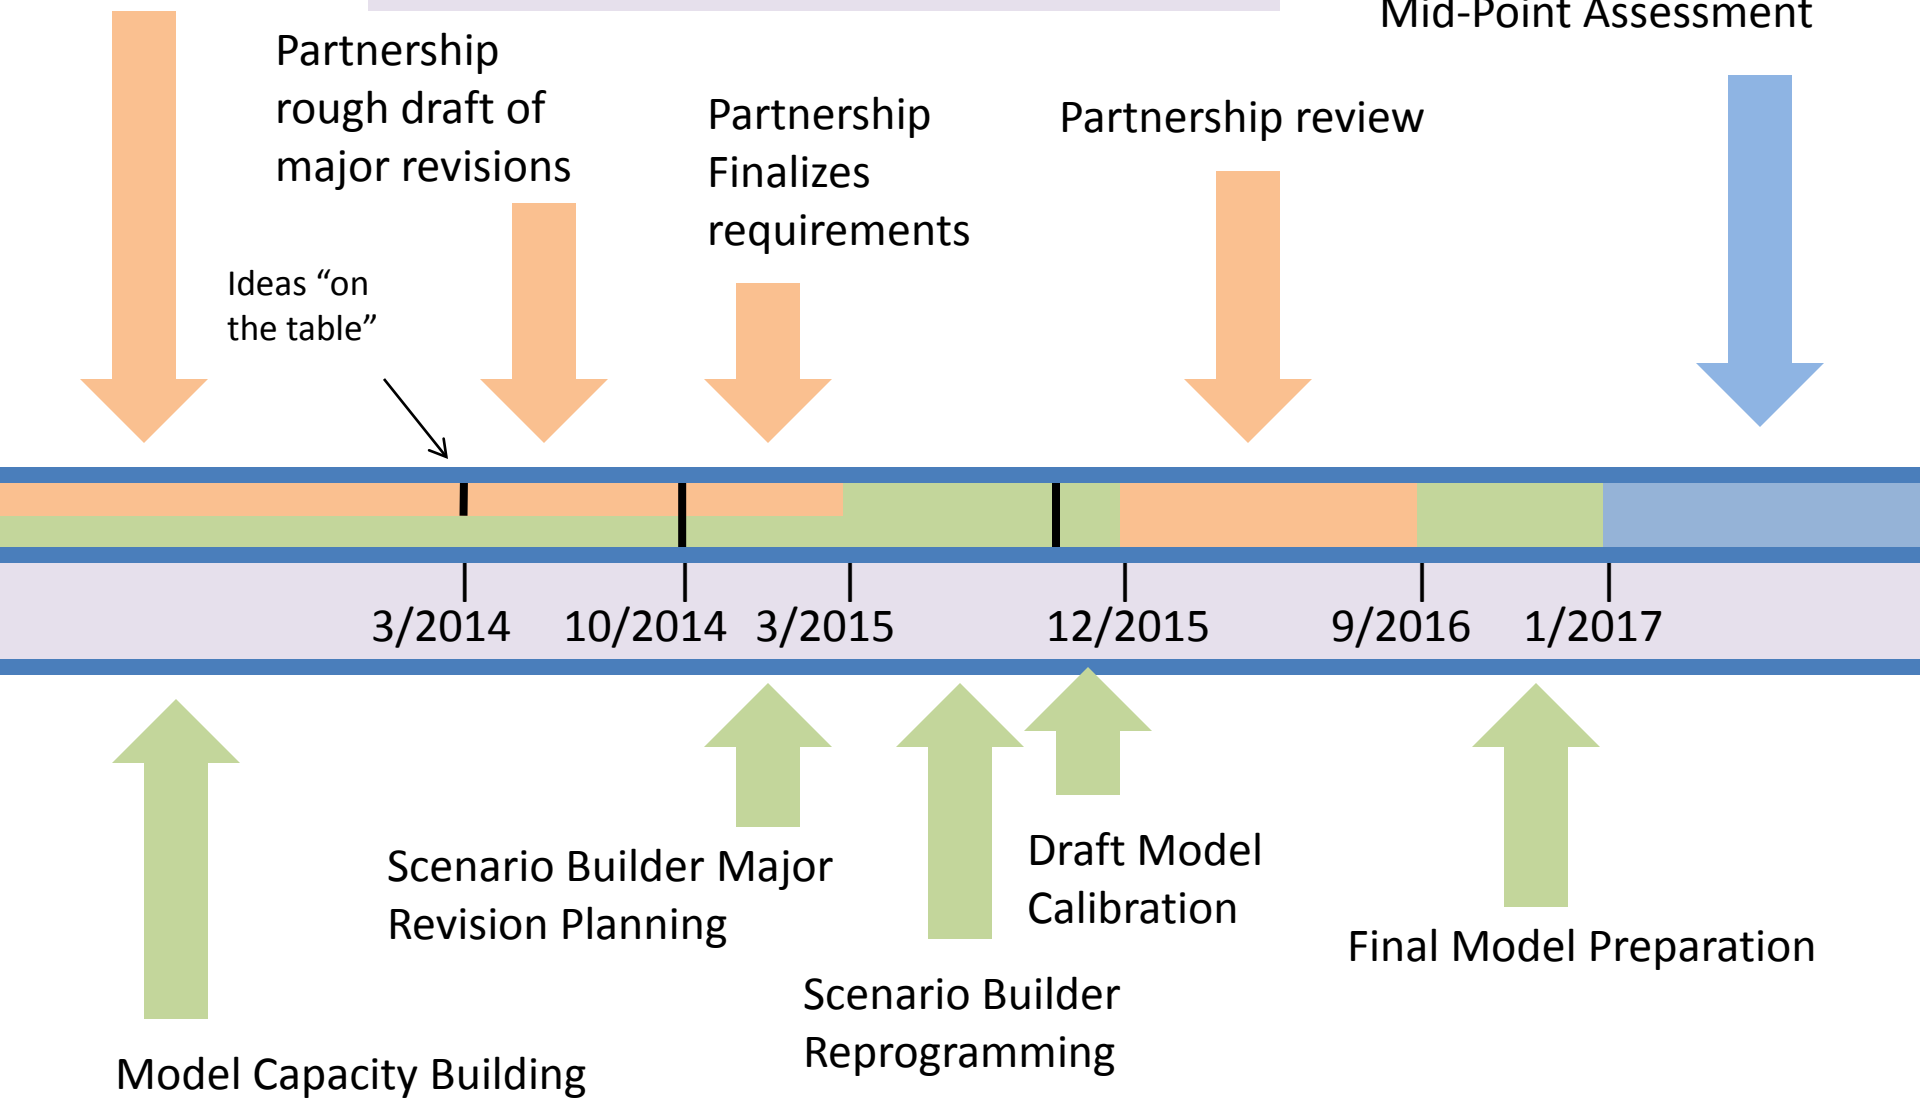 Mid-Point Assessment
Partnership
rough draft of
major revisions
Partnership
Finalizes
requirements
Partnership review
Ideas “on
the table”
3/2014
10/2014
3/2015
12/2015
9/2016
1/2017
Scenario Builder Major
Revision Planning
Draft Model
Calibration
Final Model Preparation
Scenario Builder
Reprogramming
Model Capacity Building